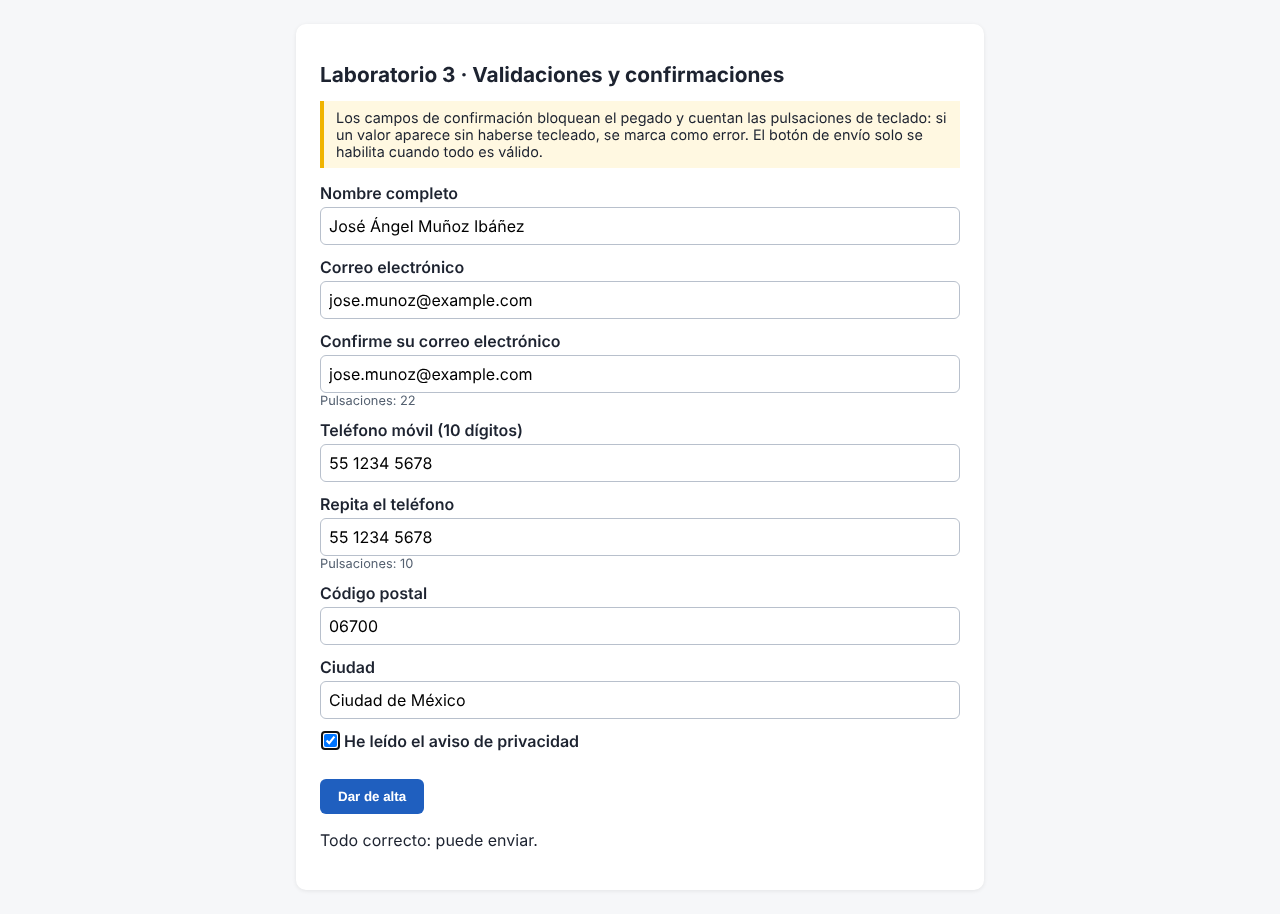 Laboratorio 3 · Validaciones y confirmaciones
Los campos de confirmación bloquean el pegado y cuentan las pulsaciones de teclado: si
un valor aparece sin haberse tecleado, se marca como error. El botón de envío solo se
habilita cuando todo es válido.
Nombre completo
José Ángel Muñoz Ibáñez
Correo electrónico
jose.munoz@example.com
Confirme su correo electrónico
jose.munoz@example.com
Pulsaciones: 22
Teléfono móvil (10 dígitos)
55 1234 5678
Repita el teléfono
55 1234 5678
Pulsaciones: 10
Código postal
06700
Ciudad
Ciudad de México
He leído el aviso de privacidad
Dar de alta
Todo correcto: puede enviar.